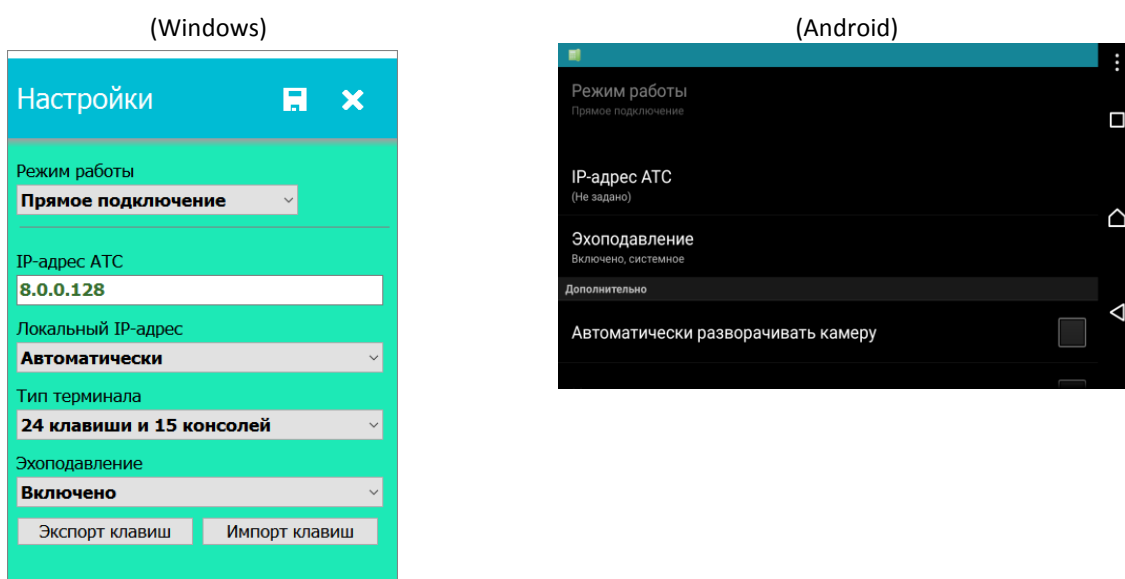 (Windows)
Настройки
Режим работы
Прямое подключение
IP-адрес АТС
8.0.0.128
Локальный IP-адрес
Автоматически
Тип терминала
24 клавиши и 15 консолей
Эхоподавление
Включено
Экспорт клавиш
Импорт клавиш
(Android)
Режим работы
Прямое подключение
IP-адрес АТС
(Не задано)
Эхоподавление
Включено, системное
Дополнительно
Автоматически разворачивать камеру